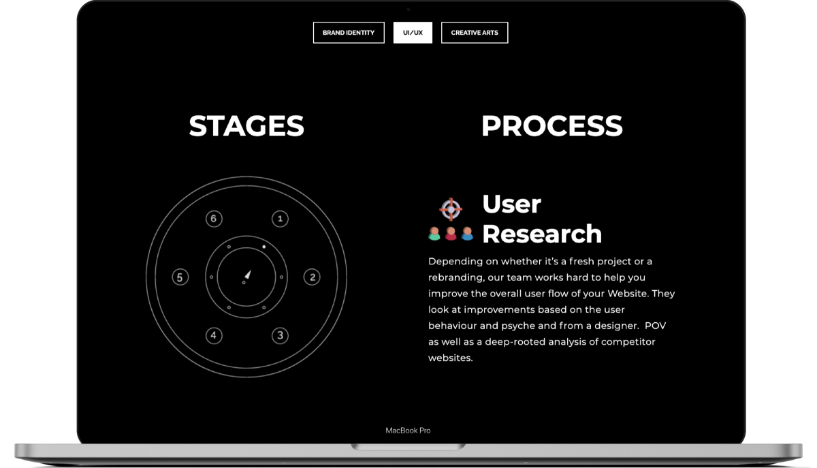 BRAND IDENTITY
UI/UX
CREATIVE ARTS
STAGES
PROCESS
6
1
5
2
4
3
User
Research
Depending on whether it's a fresh project or a
rebranding, our team works hard to help you
improve the overall user flow of your Website. They
look at improvements based on the user
behaviour and psyche and from a designer.  POV
as well as a deep-rooted analysis of competitor
websites.
MacBook Pro